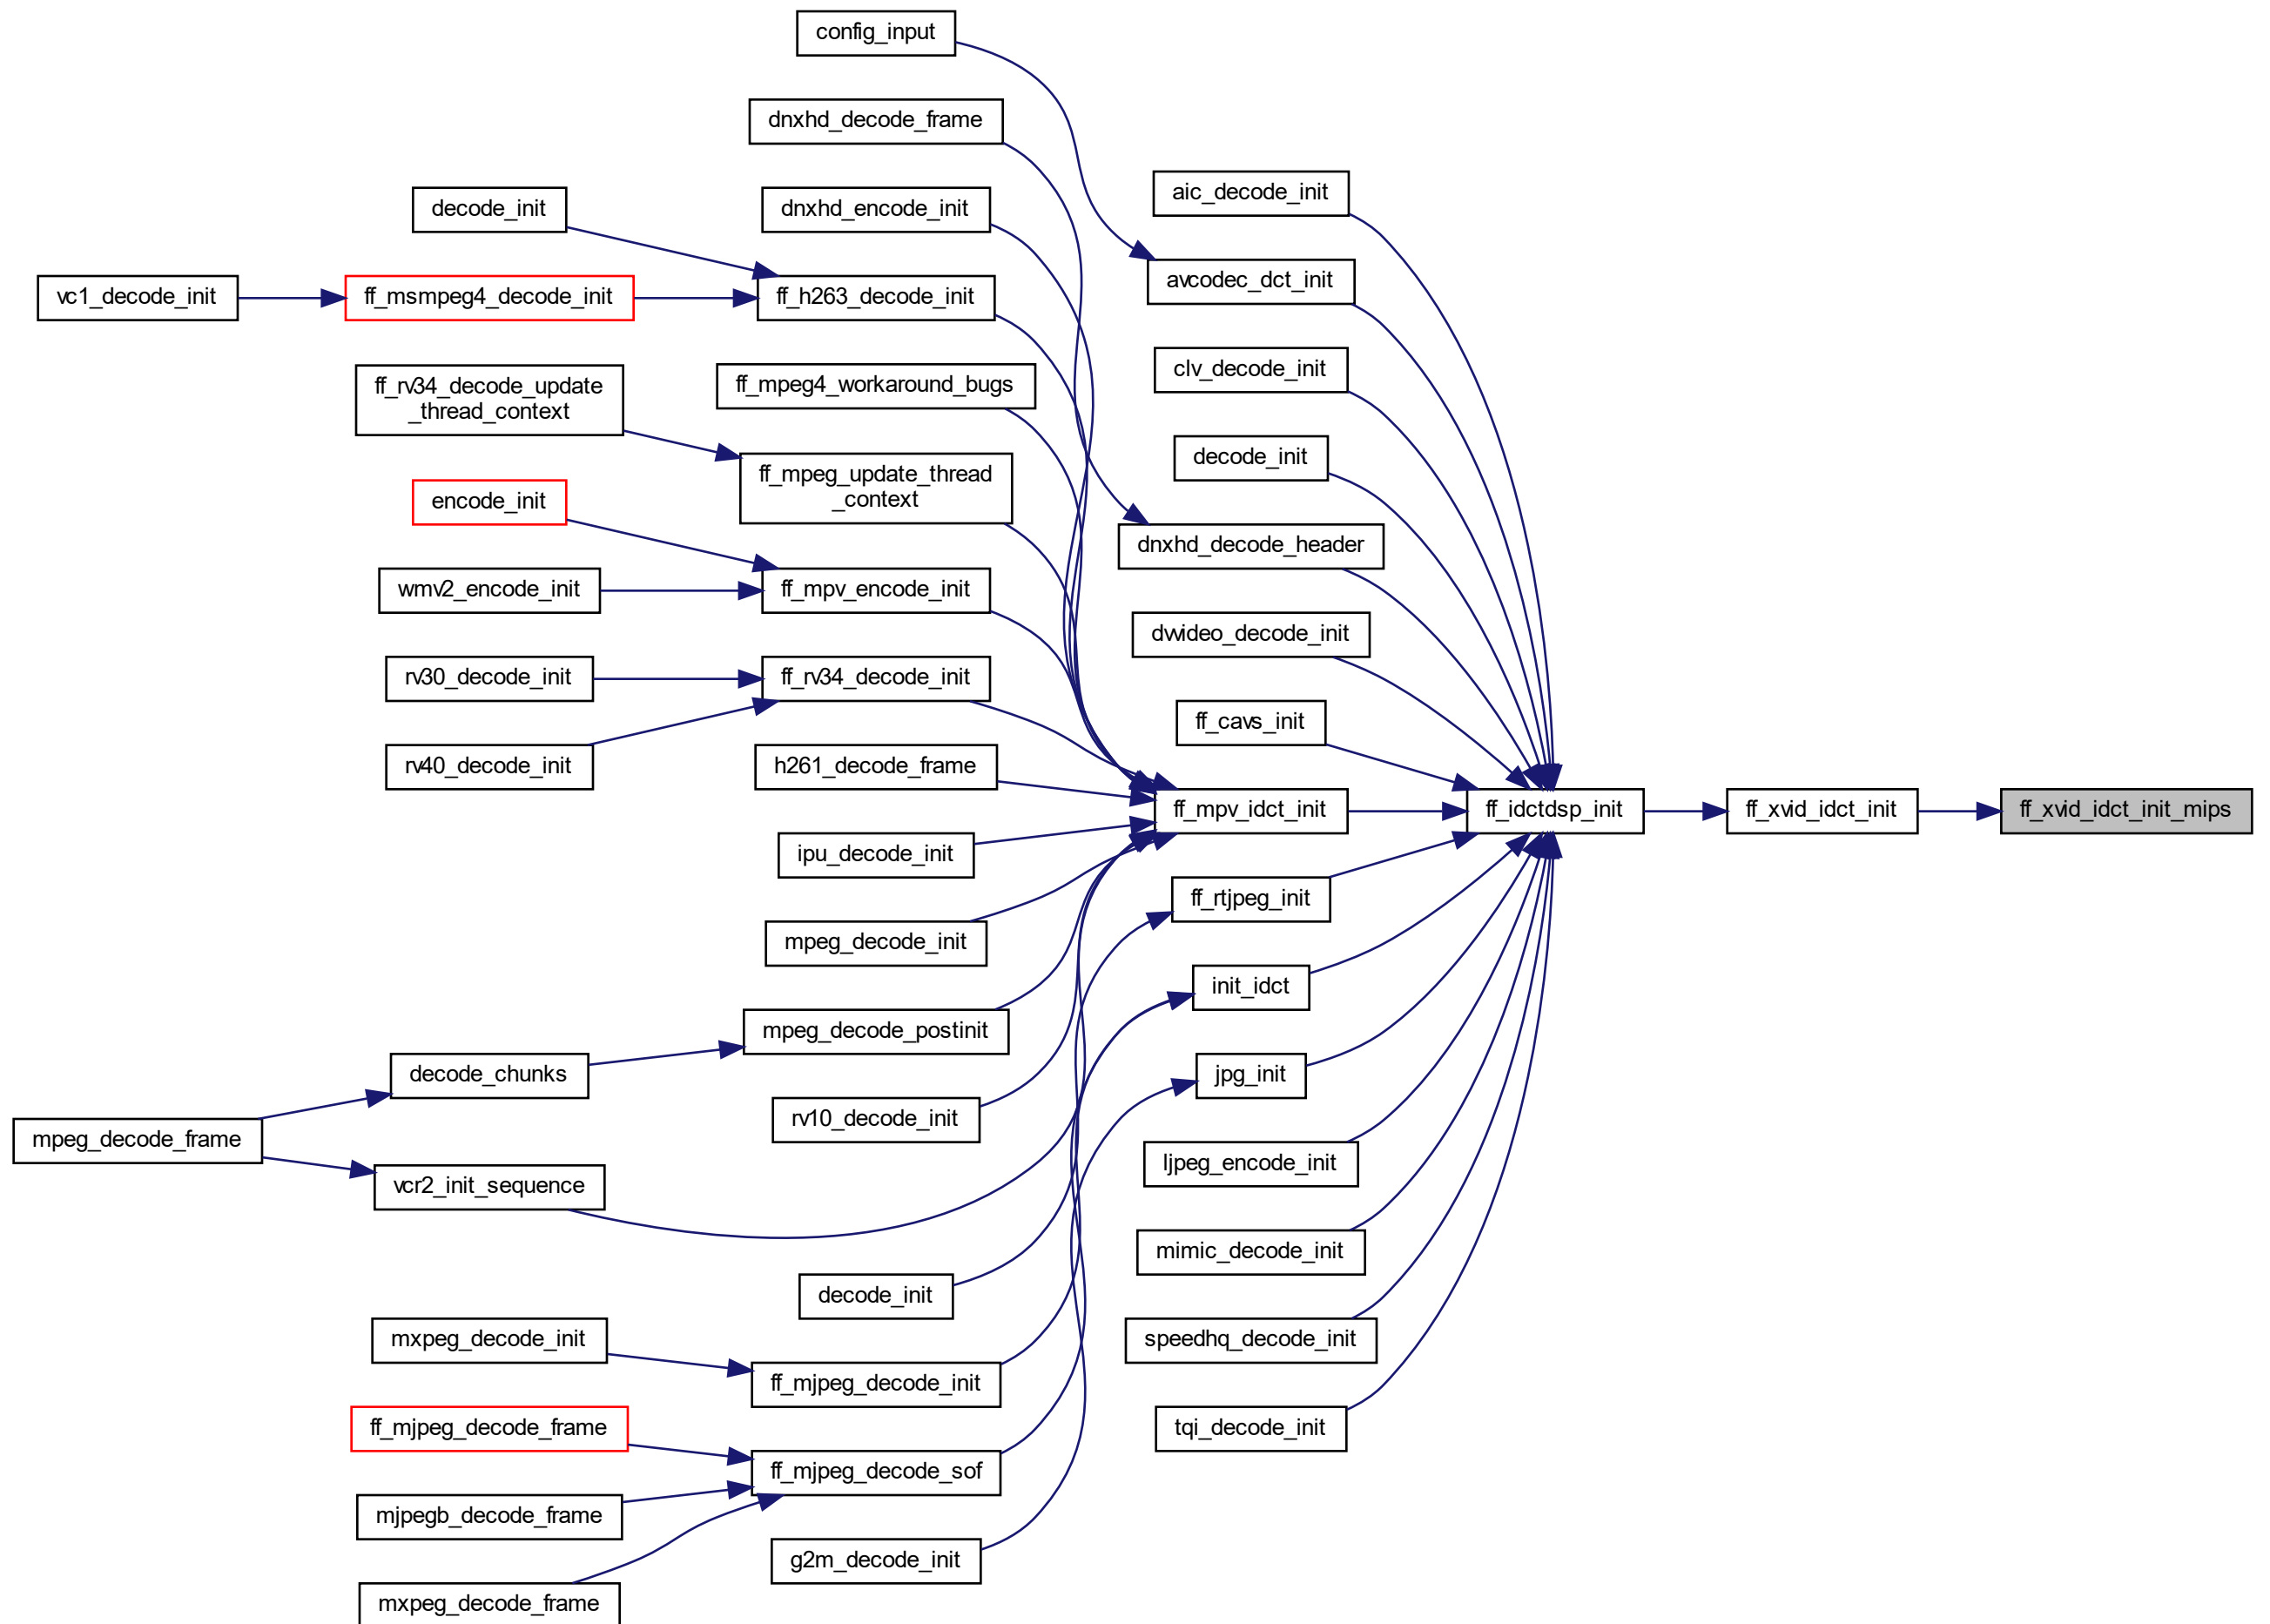 config_input
dnxhd_decode_frame
aic_decode_init
decode_init
dnxhd_encode_init
avcodec_dct_init
vc1_decode_init
ff_msmpeg4_decode_init
ff_h263_decode_init
clv_decode_init
ff_rv34_decode_update
_thread_context
ff_mpeg4_workaround_bugs
decode_init
ff_mpeg_update_thread
_context
encode_init
dnxhd_decode_header
wmv2_encode_init
ff_mpv_encode_init
dvvideo_decode_init
rv30_decode_init
ff_rv34_decode_init
ff_cavs_init
rv40_decode_init
h261_decode_frame
ff_mpv_idct_init
ff_idctdsp_init
ff_xvid_idct_init
ff_xvid_idct_init_mips
ipu_decode_init
ff_rtjpeg_init
mpeg_decode_init
init_idct
mpeg_decode_postinit
decode_chunks
jpg_init
rv10_decode_init
mpeg_decode_frame
ljpeg_encode_init
vcr2_init_sequence
mimic_decode_init
decode_init
mxpeg_decode_init
speedhq_decode_init
ff_mjpeg_decode_init
ff_mjpeg_decode_frame
tqi_decode_init
ff_mjpeg_decode_sof
mjpegb_decode_frame
g2m_decode_init
mxpeg_decode_frame